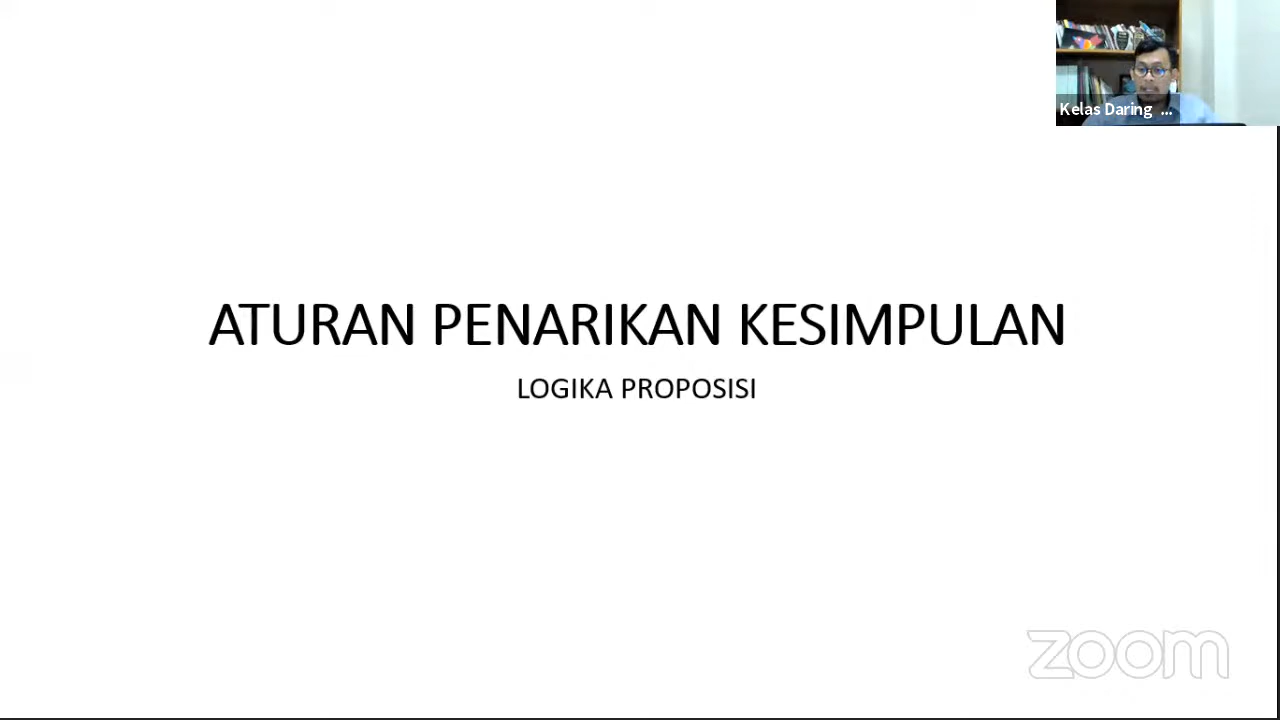 Kelas Daring ...
ATURAN PENARIKAN KESIMPULAN
LOGIKA PROPOSISI
zoom